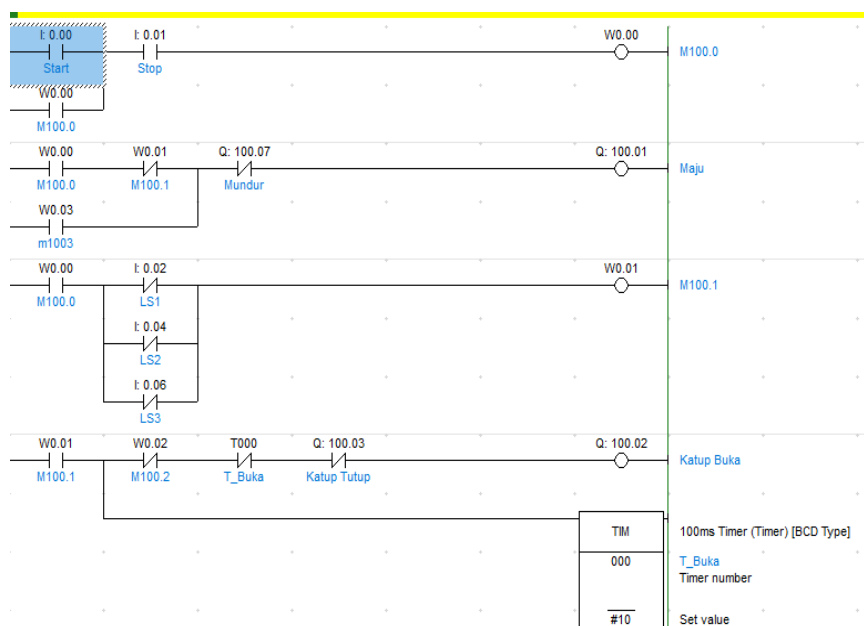 I: 0.00 I: 0.01 W0.00
Start Stop M100.0
W0.00
M100.0
W0.00 W0.01 Q: 100.07 Q: 100.01
M100.0 M100.1 Mundur Maju
W0.03
m1003
W0.00 I: 0.02 W0.01
M100.0 LS1 M100.1
I: 0.04
LS2
I: 0.06
LS3
W0.01 W0.02 T000 Q: 100.03 Q: 100.02
M100.1 M100.2 T_Buka Katup Tutup Katup Buka
TIM 100ms Timer (Timer) [BCD Type]
000 T_Buka
Timer number
#10 Set value